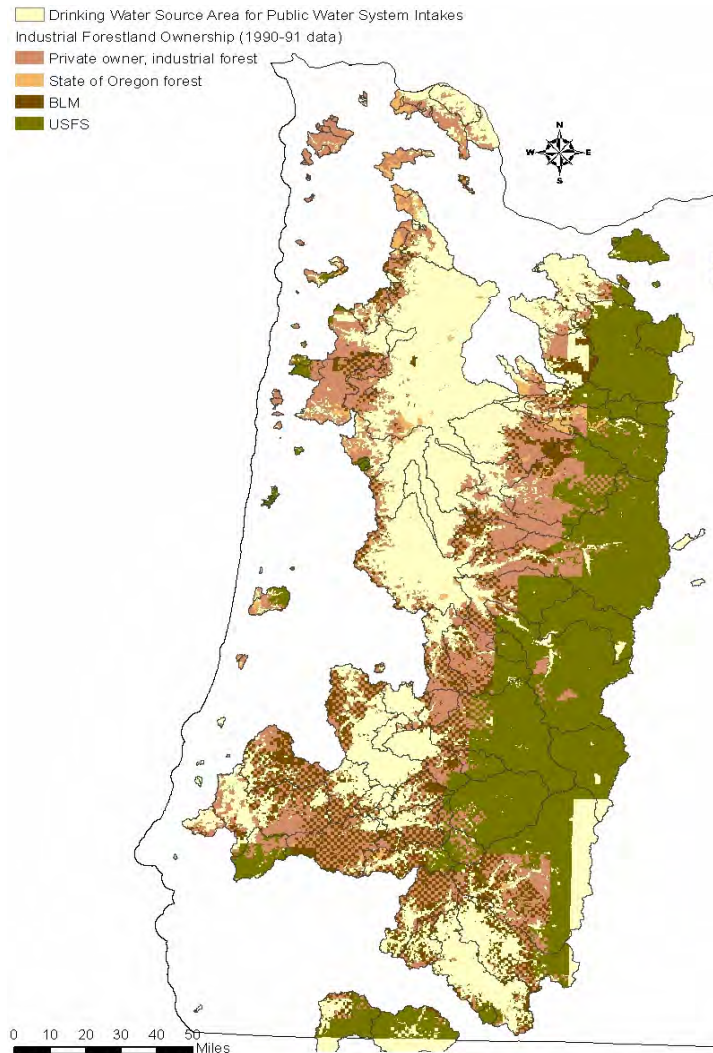 Drinking Water Source Area for Public Water System Intakes
Industrial Forestland Ownership (1990-91 data)
Private owner, industrial forest
State of Oregon forest
BLM
USFS
N
W E
S
0 10 20 30 40 50
Miles